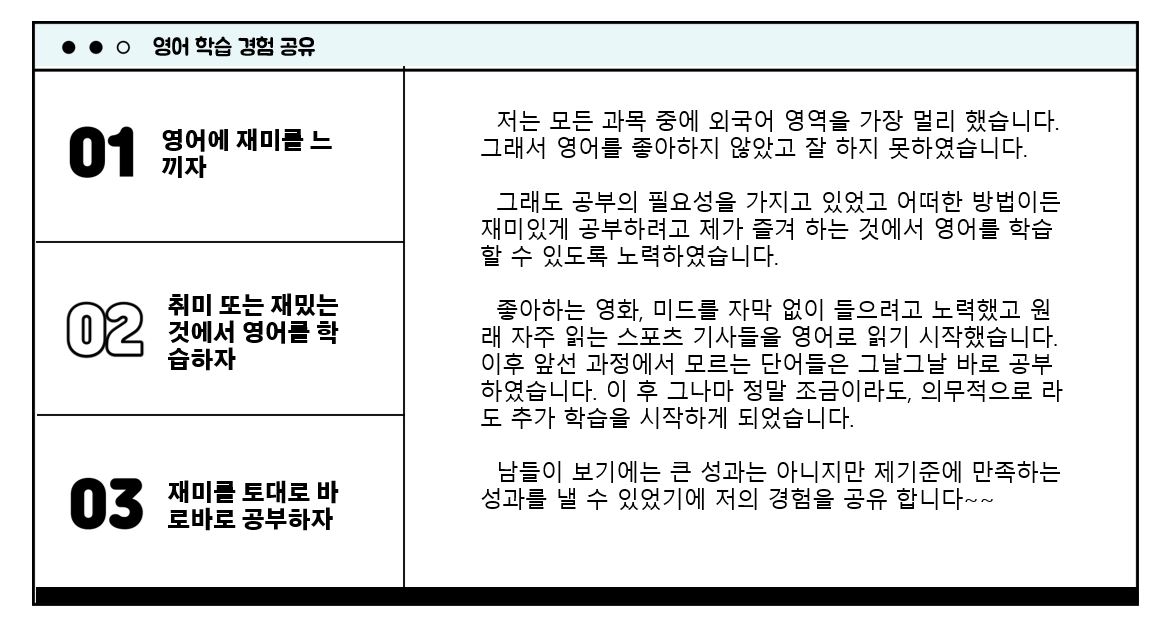 영어 학습 경험 공유
01
영어에 재미를 느
끼자
02
취미 또는 재밌는
것에서 영어를 학
습하자
03
재미를 토대로 바
로바로 공부하자
저는 모든 과목 중에 외국어 영역을 가장 멀리 했습니다.
그래서 영어를 좋아하지 않았고 잘 하지 못하였습니다.
그래도 공부의 필요성을 가지고 있었고 어떠한 방법이든
재미있게 공부하려고 제가 즐겨 하는 것에서 영어를 학습
할 수 있도록 노력하였습니다.
좋아하는 영화, 미드를 자막 없이 들으려고 노력했고 원
래 자주 읽는 스포츠 기사들을 영어로 읽기 시작했습니다.
이후 앞선 과정에서 모르는 단어들은 그날그날 바로 공부
하였습니다. 이 후 그나마 정말 조금이라도, 의무적으로 라
도 추가 학습을 시작하게 되었습니다.
남들이 보기에는 큰 성과는 아니지만 제기준에 만족하는
성과를 낼 수 있었기에 저의 경험을 공유 합니다~~